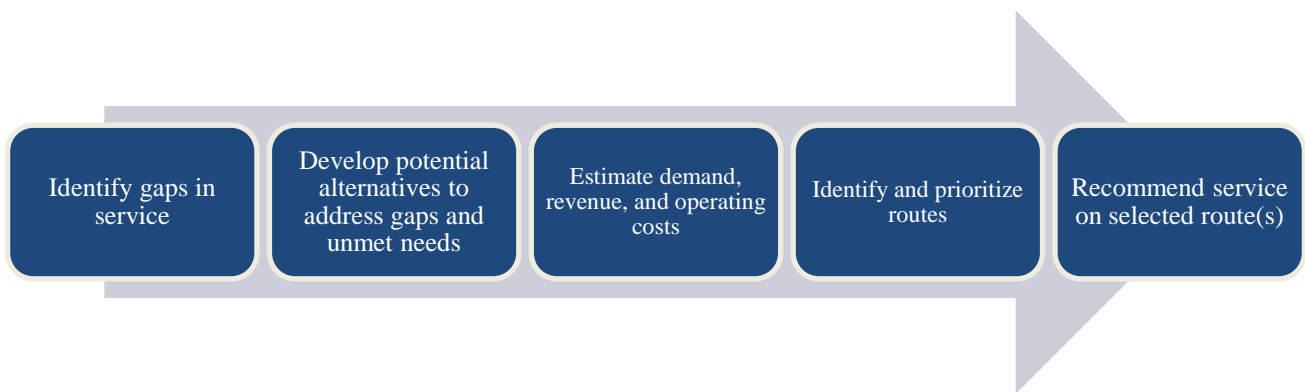 Identify gaps in
service
Develop potential
alternatives to
address gaps and
unmet needs
Estimate demand,
revenue, and operating
costs
Identify and prioritize
routes
Recommend service
on selected route(s)